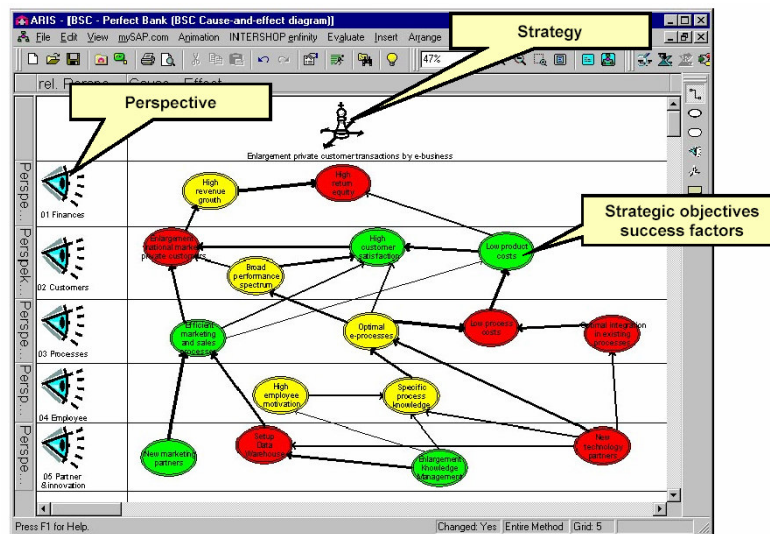 ARIS - [BSC - Perfect Bank (BSC Cause-and-effect diagram)]
File Edit View mySAP.com Animation INTERSHOP enfinity Evaluate Insert Arrange
47%
Strategy
rel. Perspe... Cause - Effect
Perspective
Enlargement private customer transactions by e-business
Perspe...
01 Finances
High
revenue
growth
High
return
equity
Strategic objectives
success factors
Perspek...
02 Customers
Enlargement
national market
private customers
High
customer
satisfaction
Low product
costs
Broad
performance
spectrum
Perspe...
03 Processes
Efficient
marketing
and sales
processes
Optimal
e-processes
Low process
costs
Optimal integration
in existing
processes
Persp...
04 Employee
High
employee
motivation
Specific
process
knowledge
Perspe...
05 Partner
&innovation
New marketing
partners
Setup
Data
Warehouse
Enlargement
Knowledge
Management
New
technology
partners
Press F1 for Help.
Changed: Yes
Entire Method
Grid: 5